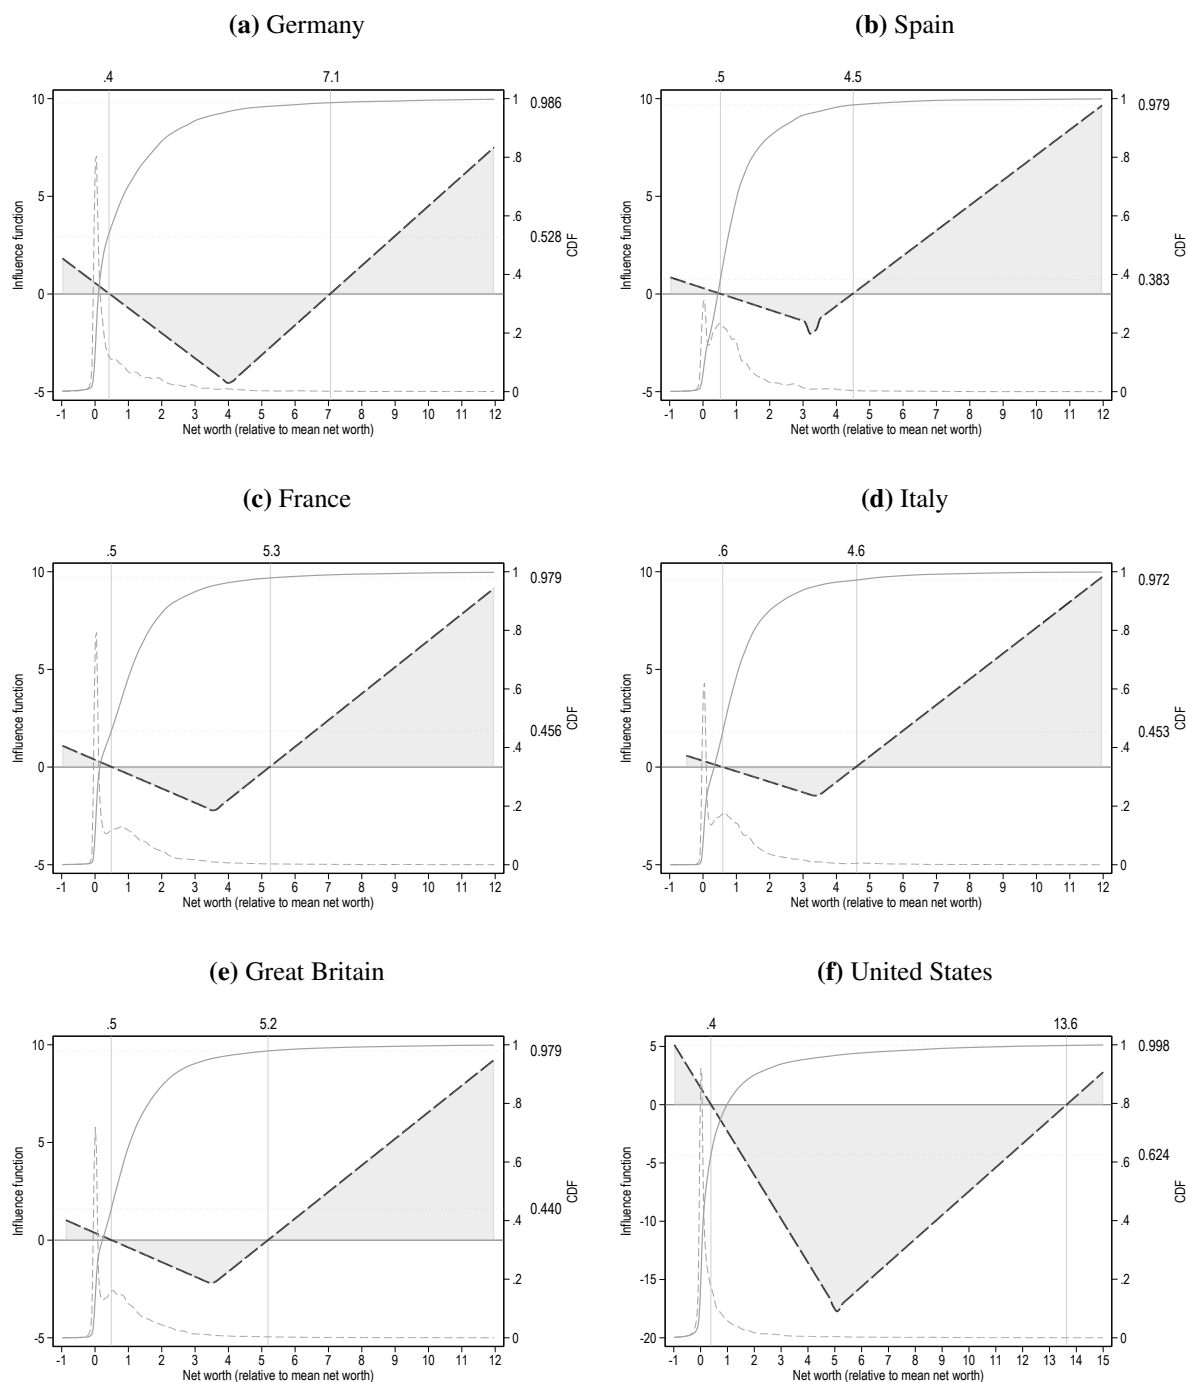 (a) Germany
.4 7.1
10 5 0 -5
Influence function
1 .8 .6 .4 .2 0
0.986
0.528
CDF
-1 0 1 2 3 4 5 6 7 8 9 10 11 12
Net worth (relative to mean net worth)
(b) Spain
.5 4.5
10 5 0 -5
Influence function
1 .8 .6 .4 .2 0
0.979
0.383
CDF
-1 0 1 2 3 4 5 6 7 8 9 10 11 12
Net worth (relative to mean net worth)
(c) France
.5 5.3
10 5 0 -5
Influence function
1 .8 .6 .4 .2 0
0.979
0.456
CDF
-1 0 1 2 3 4 5 6 7 8 9 10 11 12
Net worth (relative to mean net worth)
(d) Italy
.6 4.6
10 5 0 -5
Influence function
1 .8 .6 .4 .2 0
0.972
0.453
CDF
-1 0 1 2 3 4 5 6 7 8 9 10 11 12
Net worth (relative to mean net worth)
(e) Great Britain
.5 5.2
10 5 0 -5
Influence function
1 .8 .6 .4 .2 0
0.979
0.440
CDF
-1 0 1 2 3 4 5 6 7 8 9 10 11 12
Net worth (relative to mean net worth)
(f) United States
.4 13.6
5 0 -5 -10 -15 -20
Influence function
1 .8 .6 .4 .2 0
0.998
0.624
CDF
-1 0 1 2 3 4 5 6 7 8 9 10 11 12 13 14 15
Net worth (relative to mean net worth)